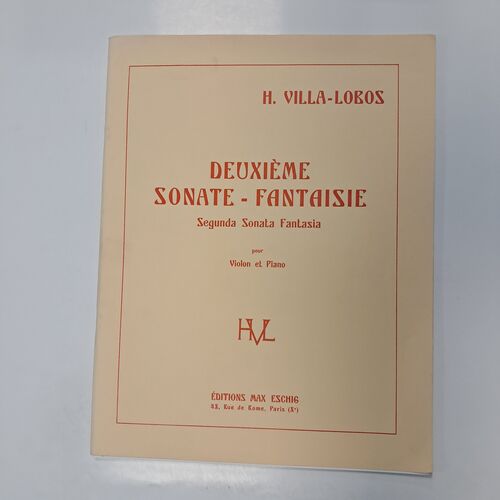 H. VILLA-LOBOS
DEUXIÈME
SONATE - FANTAISIE
Segunda Sonata Fantasia
pour
Violon et Piano
HVL
ÉDITIONS MAX ESCHIG
48, Rue de Rome, Paris (8e)